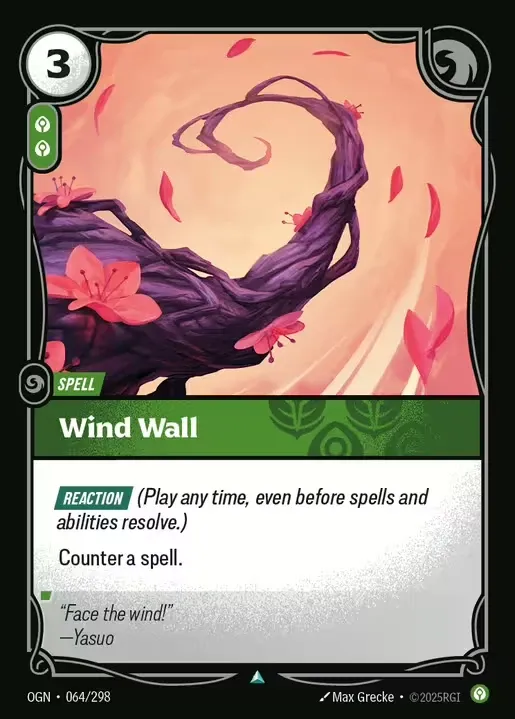 3
SPELL
Wind Wall
REACTION (Play any time, even before spells and
abilities resolve.)
Counter a spell.
“Face the wind!”
—Yasuo
OGN • 064/298
Max Grecke • ©2025RGI